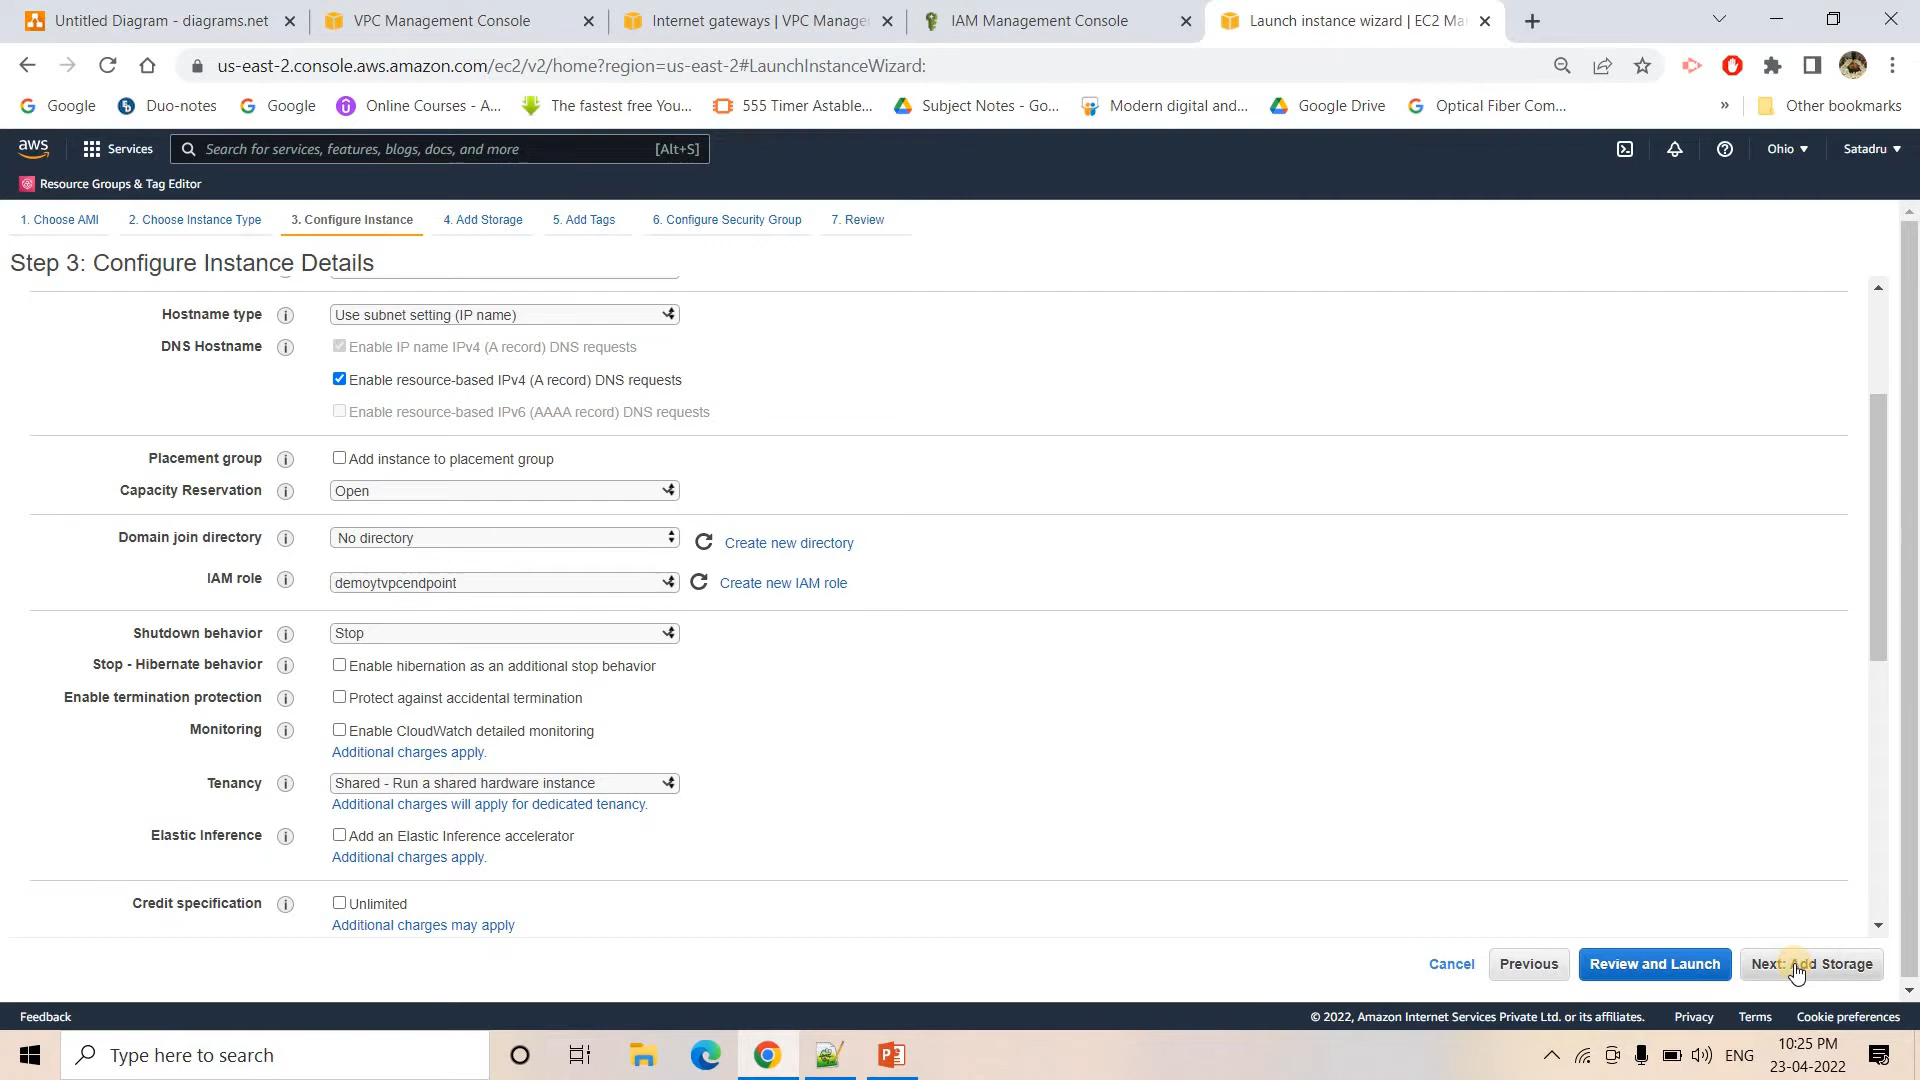 Untitled Diagram - diagrams.net
VPC Management Console
Internet gateways | VPC Manage
IAM Management Console
Launch instance wizard | EC2 Ma
us-east-2.console.aws.amazon.com/ec2/v2/home?region=us-east-2#LaunchInstanceWizard:
Google
Duo-notes
Google
Online Courses - A...
The fastest free You...
555 Timer Astable...
Subject Notes - Go...
Modern digital and...
Google Drive
Optical Fiber Com...
»
Other bookmarks
aws
Services
Search for services, features, blogs, docs, and more
[Alt+S]
Ohio
Satadru
Resource Groups & Tag Editor
1. Choose AMI
2. Choose Instance Type
3. Configure Instance
4. Add Storage
5. Add Tags
6. Configure Security Group
7. Review
Step 3: Configure Instance Details
Hostname type
Use subnet setting (IP name)
DNS Hostname
Enable IP name IPv4 (A record) DNS requests
Enable resource-based IPv4 (A record) DNS requests
Enable resource-based IPv6 (AAAA record) DNS requests
Placement group
Add instance to placement group
Capacity Reservation
Open
Domain join directory
No directory
Create new directory
IAM role
demoytvpcendpoint
Create new IAM role
Shutdown behavior
Stop
Stop - Hibernate behavior
Enable hibernation as an additional stop behavior
Enable termination protection
Protect against accidental termination
Monitoring
Enable CloudWatch detailed monitoring
Additional charges apply.
Tenancy
Shared - Run a shared hardware instance
Additional charges will apply for dedicated tenancy.
Elastic Inference
Add an Elastic Inference accelerator
Additional charges apply.
Credit specification
Unlimited
Additional charges may apply
Cancel
Previous
Review and Launch
Next: Add Storage
Feedback
© 2022, Amazon Internet Services Private Ltd. or its affiliates.
Privacy
Terms
Cookie preferences
Type here to search
ENG
10:25 PM
23-04-2022